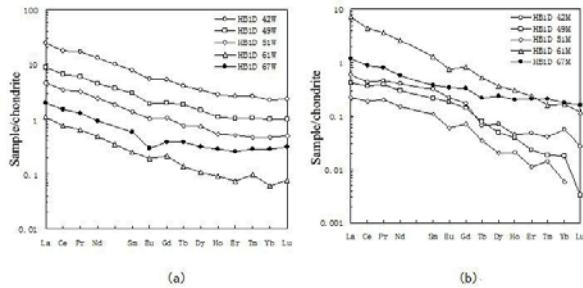 100
10
1
0.1
0.01
Sample/chondrite
HB1D 42W
HB1D 49W
HB1D 51W
HB1D 61W
HB1D 67W
La Ce Pr Nd Sm Eu Gd Tb Dy Ho Er Tm Yb Lu
(a)
10
1
0.1
0.01
0.001
Sample/chondrite
HB1D 42M
HB1D 49M
HB1D 51M
HB1D 61M
HB1D 67M
La Ce Pr Nd Sm Eu Gd Tb Dy Ho Er Tm Yb Lu
(b)